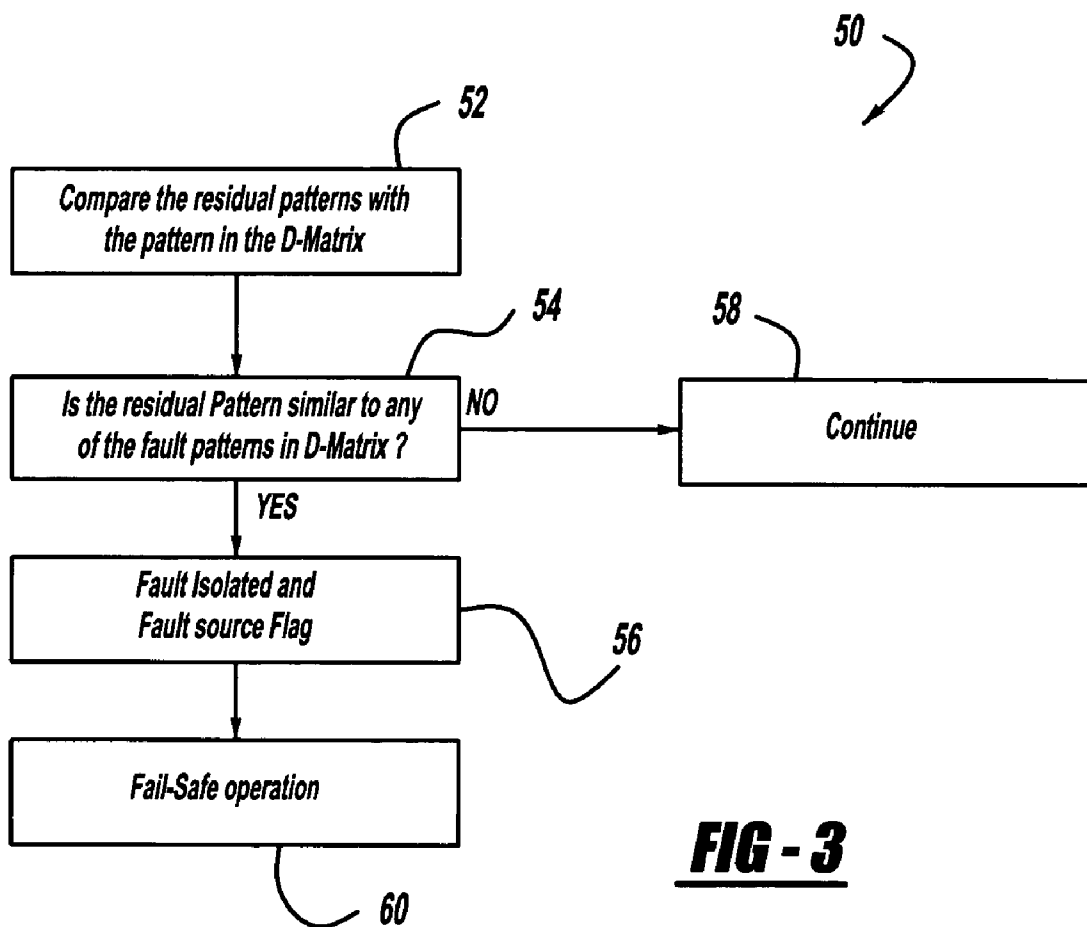 50
52
Compare the residual patterns with
the pattern in the D-Matrix
54
Is the residual Pattern similar to any
of the fault patterns in D-Matrix ?
NO
58
Continue
YES
Fault Isolated and
Fault source Flag
56
Fail-Safe operation
60
FIG - 3